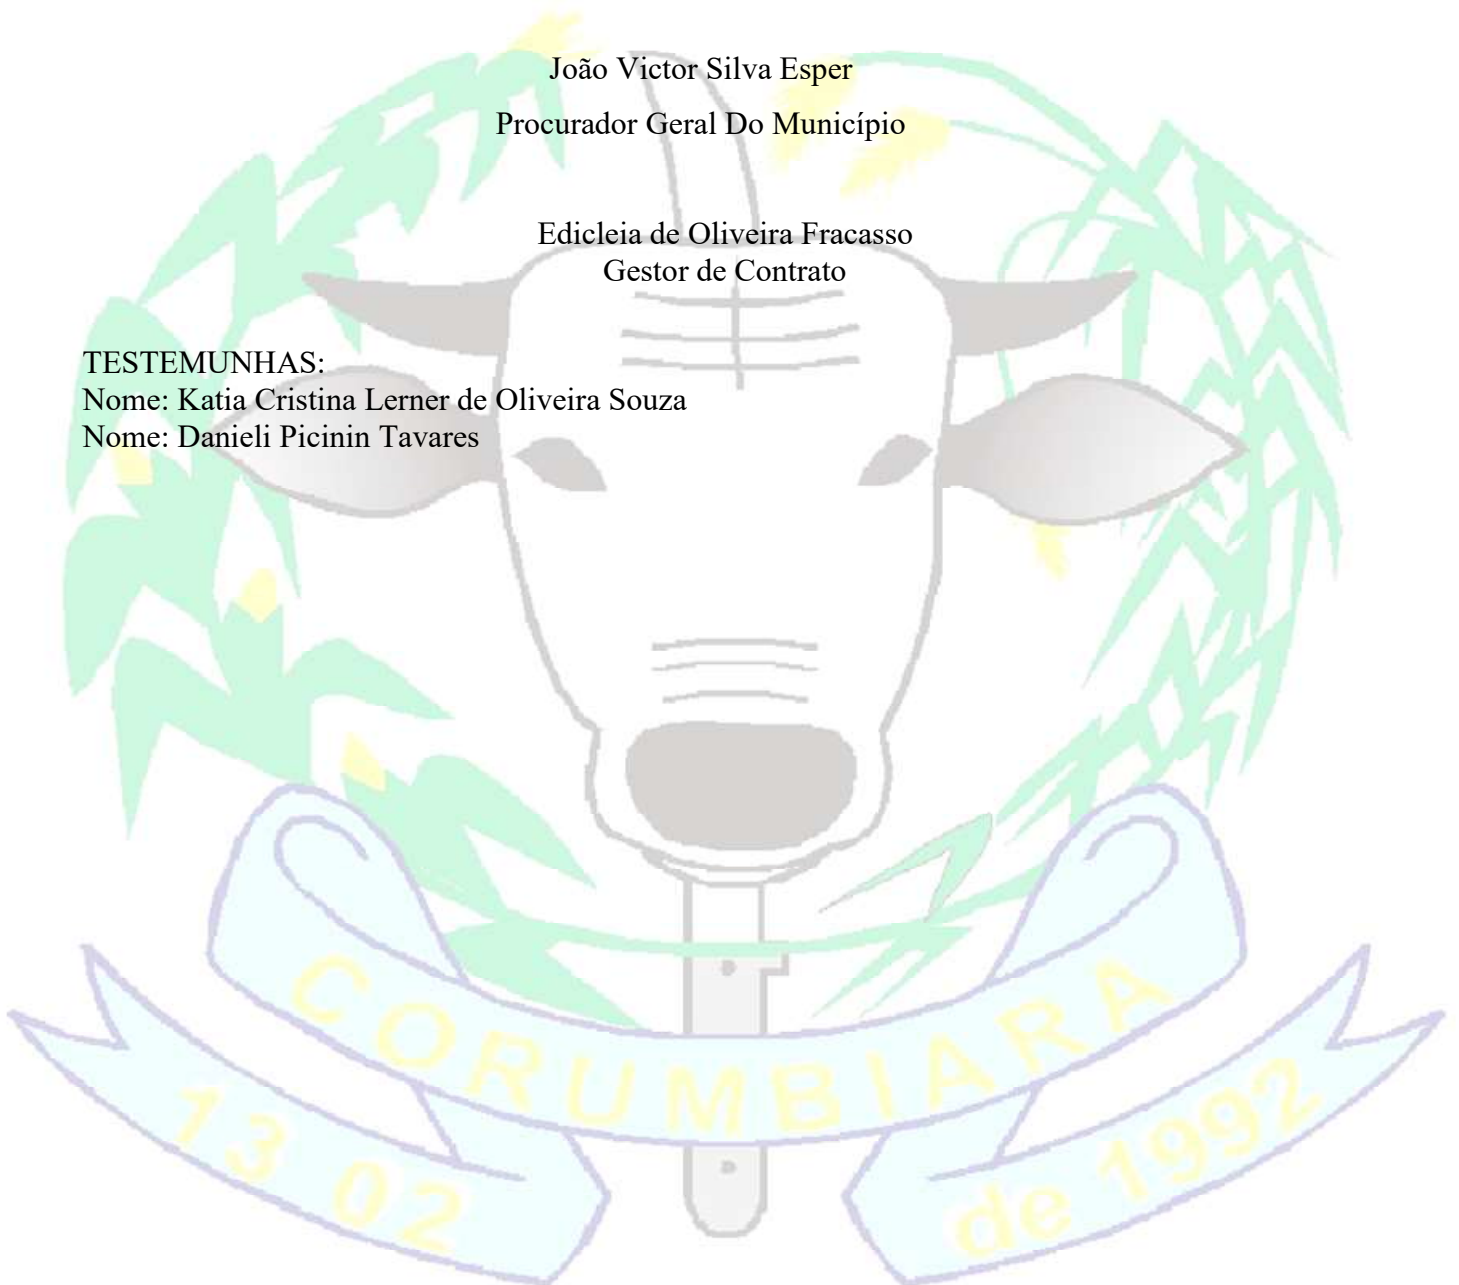 João Victor Silva Esper
Procurador Geral Do Município
Edicleia de Oliveira Fracasso
Gestor de Contrato
TESTEMUNHAS:
Nome: Katia Cristina Lerner de Oliveira Souza
Nome: Danieli Picinin Tavares
CORUMBIARA
13 02 de 1992